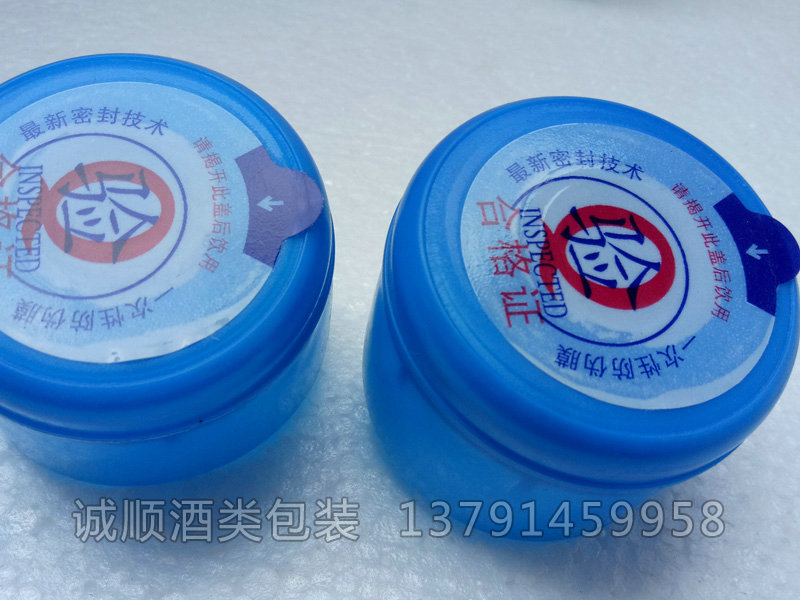 最新密封技术
请揭开此盖后饮用
验
INSPECTED
合格证
一次性防伪膜
最新密封技术
请揭开此盖后饮用
验
INSPECTED
合格证
一次性防伪膜
诚顺酒类包装 13791459958